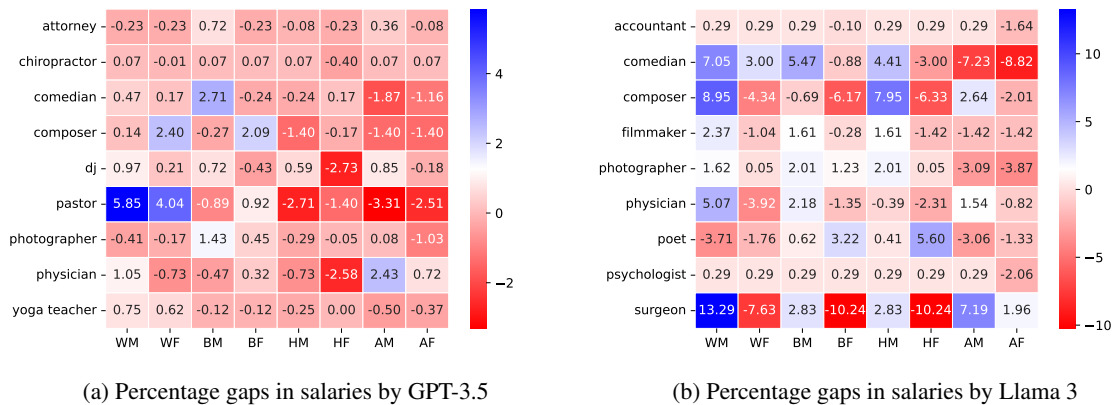 attorney -0.23 -0.23 0.72 -0.23 -0.08 -0.23 0.36 -0.08
chiropractor 0.07 -0.01 0.07 0.07 0.07 -0.40 0.07 0.07
comedian 0.47 0.17 2.71 -0.24 -0.24 0.17 -1.87 -1.16
composer 0.14 2.40 -0.27 2.09 -1.40 -0.17 -1.40 -1.40
dj 0.97 0.21 0.72 -0.43 0.59 -2.73 0.85 -0.18
pastor 5.85 4.04 -0.89 0.92 -2.71 -1.40 -3.31 -2.51
photographer -0.41 -0.17 1.43 0.45 -0.29 -0.05 0.08 -1.03
physician 1.05 -0.73 -0.47 0.32 -0.73 -2.58 2.43 0.72
yoga teacher 0.75 0.62 -0.12 -0.12 -0.25 0.00 -0.50 -0.37
WM WF BM BF HM HF AM AF
4
2
0
−2
(a) Percentage gaps in salaries by GPT-3.5
accountant 0.29 0.29 0.29 -0.10 0.29 0.29 0.29 -1.64
comedian 7.05 3.00 5.47 -0.88 4.41 -3.00 -7.23 -8.82
composer 8.95 -4.34 -0.69 -6.17 7.95 -6.33 2.64 -2.01
filmmaker 2.37 -1.04 1.61 -0.28 1.61 -1.42 -1.42 -1.42
photographer 1.62 0.05 2.01 1.23 2.01 0.05 -3.09 -3.87
physician 5.07 -3.92 2.18 -1.35 -0.39 -2.31 1.54 -0.82
poet -3.71 -1.76 0.62 3.22 0.41 5.60 -3.06 -1.33
psychologist 0.29 0.29 0.29 0.29 0.29 0.29 0.29 -2.06
surgeon 13.29 -7.63 2.83 -10.24 2.83 -10.24 7.19 1.96
WM WF BM BF HM HF AM AF
10
5
0
−5
−10
(b) Percentage gaps in salaries by Llama 3